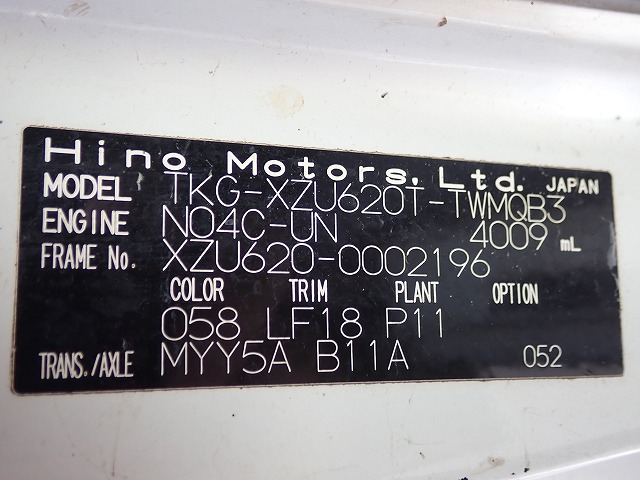 Hino Motors, Ltd. JAPAN
MODEL TKG-XZU620T-TWMQB3
ENGINE N04C-UN 4009 mL
FRAME No. XZU620-0002196
COLOR TRIM PLANT OPTION
058 LF18 P11
TRANS./AXLE MYY5A B11A 052